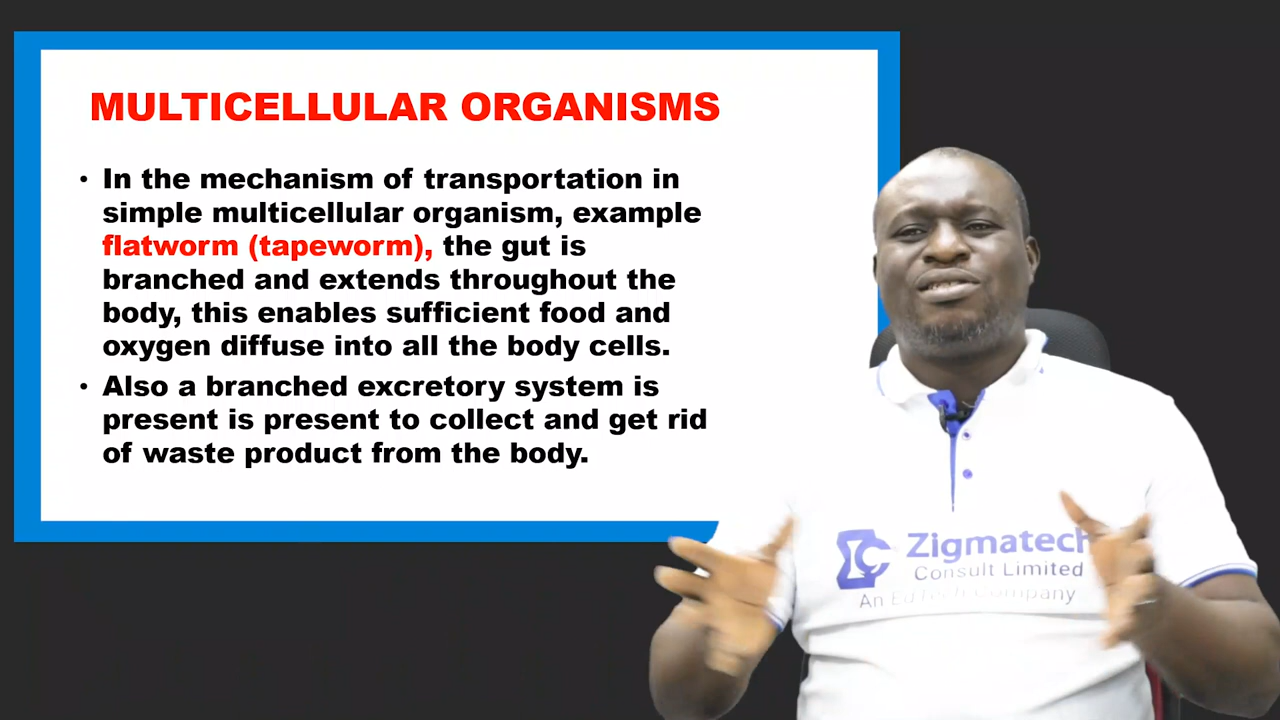 MULTICELLULAR ORGANISMS
• In the mechanism of transportation in
simple multicellular organism, example
flatworm (tapeworm), the gut is
branched and extends throughout the
body, this enables sufficient food and
oxygen diffuse into all the body cells.
• Also a branched excretory system is
present is present to collect and get rid
of waste product from the body.
Zigmatech
Consult Limited
An EdTech Company